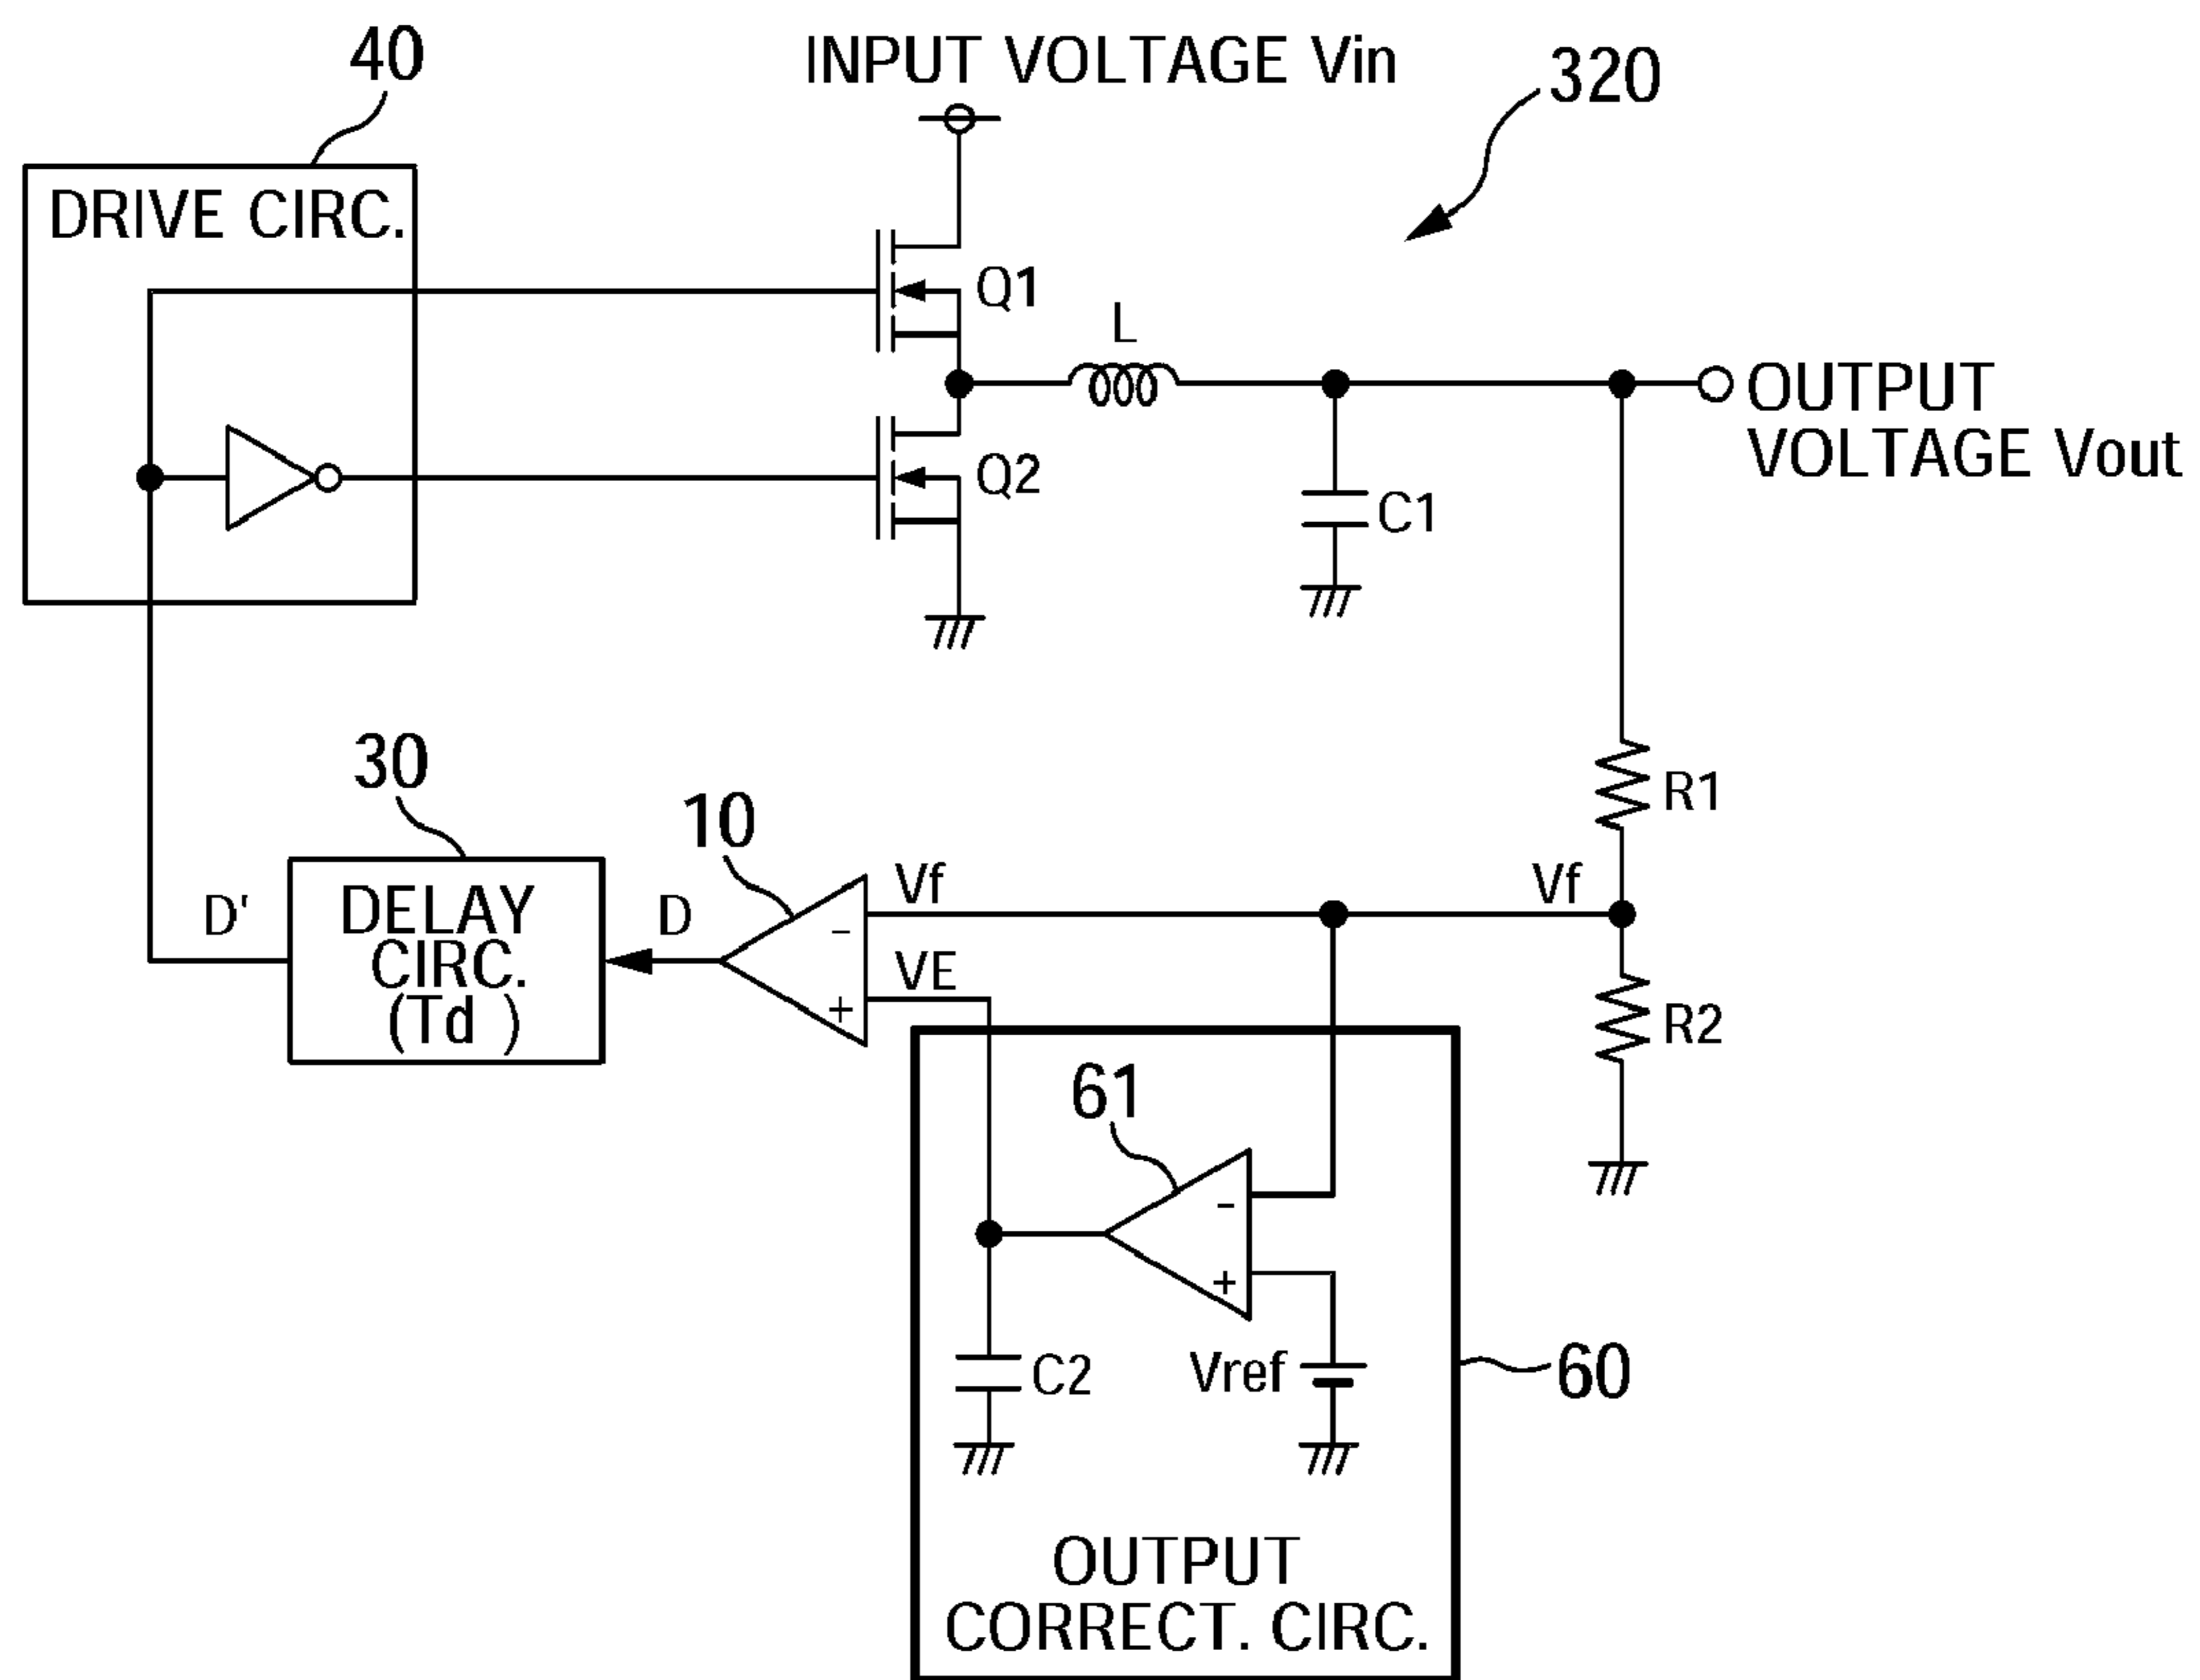 40
INPUT VOLTAGE Vin
320
DRIVE CIRC.
Q1
L
OUTPUT
VOLTAGE Vout
Q2
C1
30
R1
10
Vf
Vf
D'
DELAY
CIRC.
(Td )
D
-
VE
+
R2
61
-
+
C2
Vref
60
OUTPUT
CORRECT. CIRC.